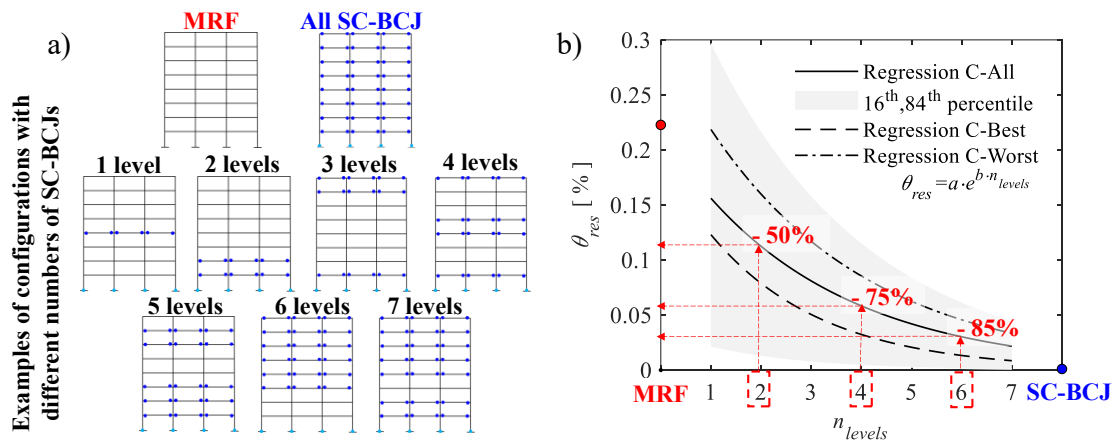 a)
Examples of configurations with
different numbers of SC-BCJs
MRF
All SC-BCJ
1 level
2 levels
3 levels
4 levels
5 levels
6 levels
7 levels
b)
0.3
0.25
0.2
0.15
0.1
0.05
0
θres [ % ]
Regression C-All
16th,84th percentile
Regression C-Best
Regression C-Worst
θres=a·e^b·nlevels
- 50%
- 75%
- 85%
MRF 1 2 3 4 5 6 7 SC-BCJ
nlevels